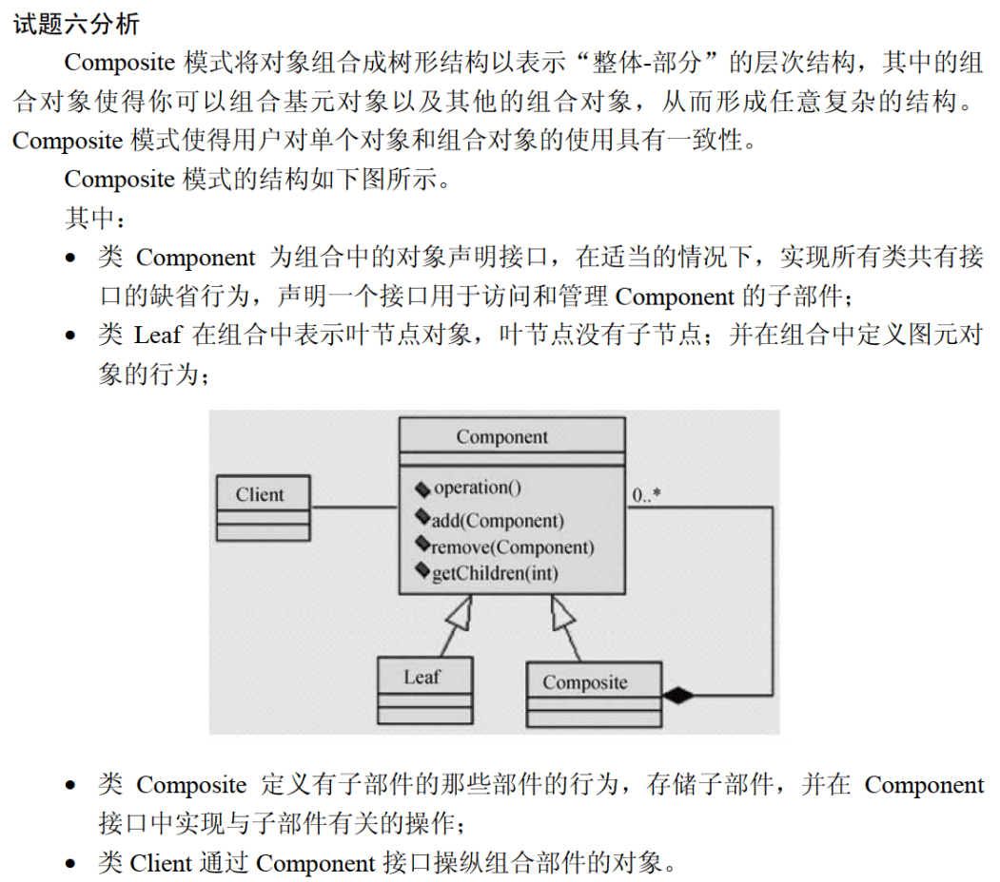 试题六分析
Composite 模式将对象组合成树形结构以表示“整体-部分”的层次结构，其中的组
合对象使得你可以组合基元对象以及其他的组合对象，从而形成任意复杂的结构。
Composite 模式使得用户对单个对象和组合对象的使用具有一致性。
Composite 模式的结构如下图所示。
其中：
• 类 Component 为组合中的对象声明接口，在适当的情况下，实现所有类共有接
口的缺省行为，声明一个接口用于访问和管理 Component 的子部件；
• 类 Leaf 在组合中表示叶节点对象，叶节点没有子节点；并在组合中定义图元对
象的行为；
Component
Client
operation()
0..*
add(Component)
remove(Component)
getChildren(int)
Leaf
Composite
• 类 Composite 定义有子部件的那些部件的行为，存储子部件，并在 Component
接口中实现与子部件有关的操作；
• 类 Client 通过 Component 接口操纵组合部件的对象。